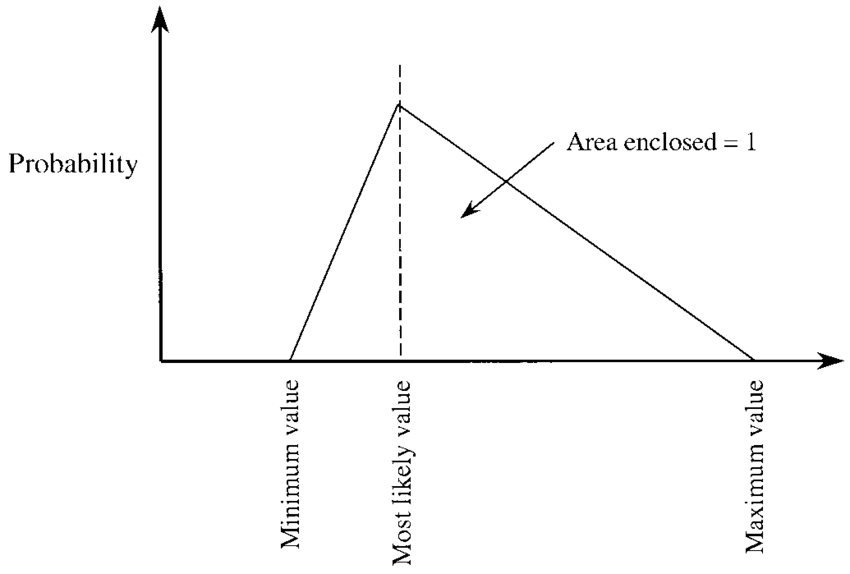 Probability
Area enclosed = 1
Minimum value
Most likely value
Maximum value